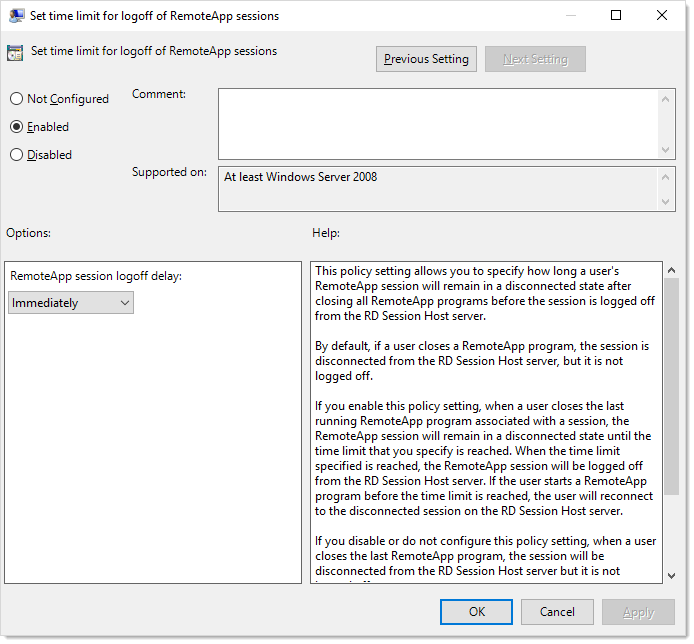 Set time limit for logoff of RemoteApp sessions
Set time limit for logoff of RemoteApp sessions
Previous Setting
Next Setting
Not Configured
Enabled
Disabled
Comment:
Supported on:
At least Windows Server 2008
Options:
Help:
RemoteApp session logoff delay:
Immediately
This policy setting allows you to specify how long a user's
RemoteApp session will remain in a disconnected state after
closing all RemoteApp programs before the session is logged off
from the RD Session Host server.
By default, if a user closes a RemoteApp program, the session is
disconnected from the RD Session Host server, but it is not
logged off.
If you enable this policy setting, when a user closes the last
running RemoteApp program associated with a session, the
RemoteApp session will remain in a disconnected state until the
time limit that you specify is reached. When the time limit
specified is reached, the RemoteApp session will be logged off
from the RD Session Host server. If the user starts a RemoteApp
program before the time limit is reached, the user will reconnect
to the disconnected session on the RD Session Host server.
If you disable or do not configure this policy setting, when a user
closes the last RemoteApp program, the session will be
disconnected from the RD Session Host server but it is not
OK
Cancel
Apply